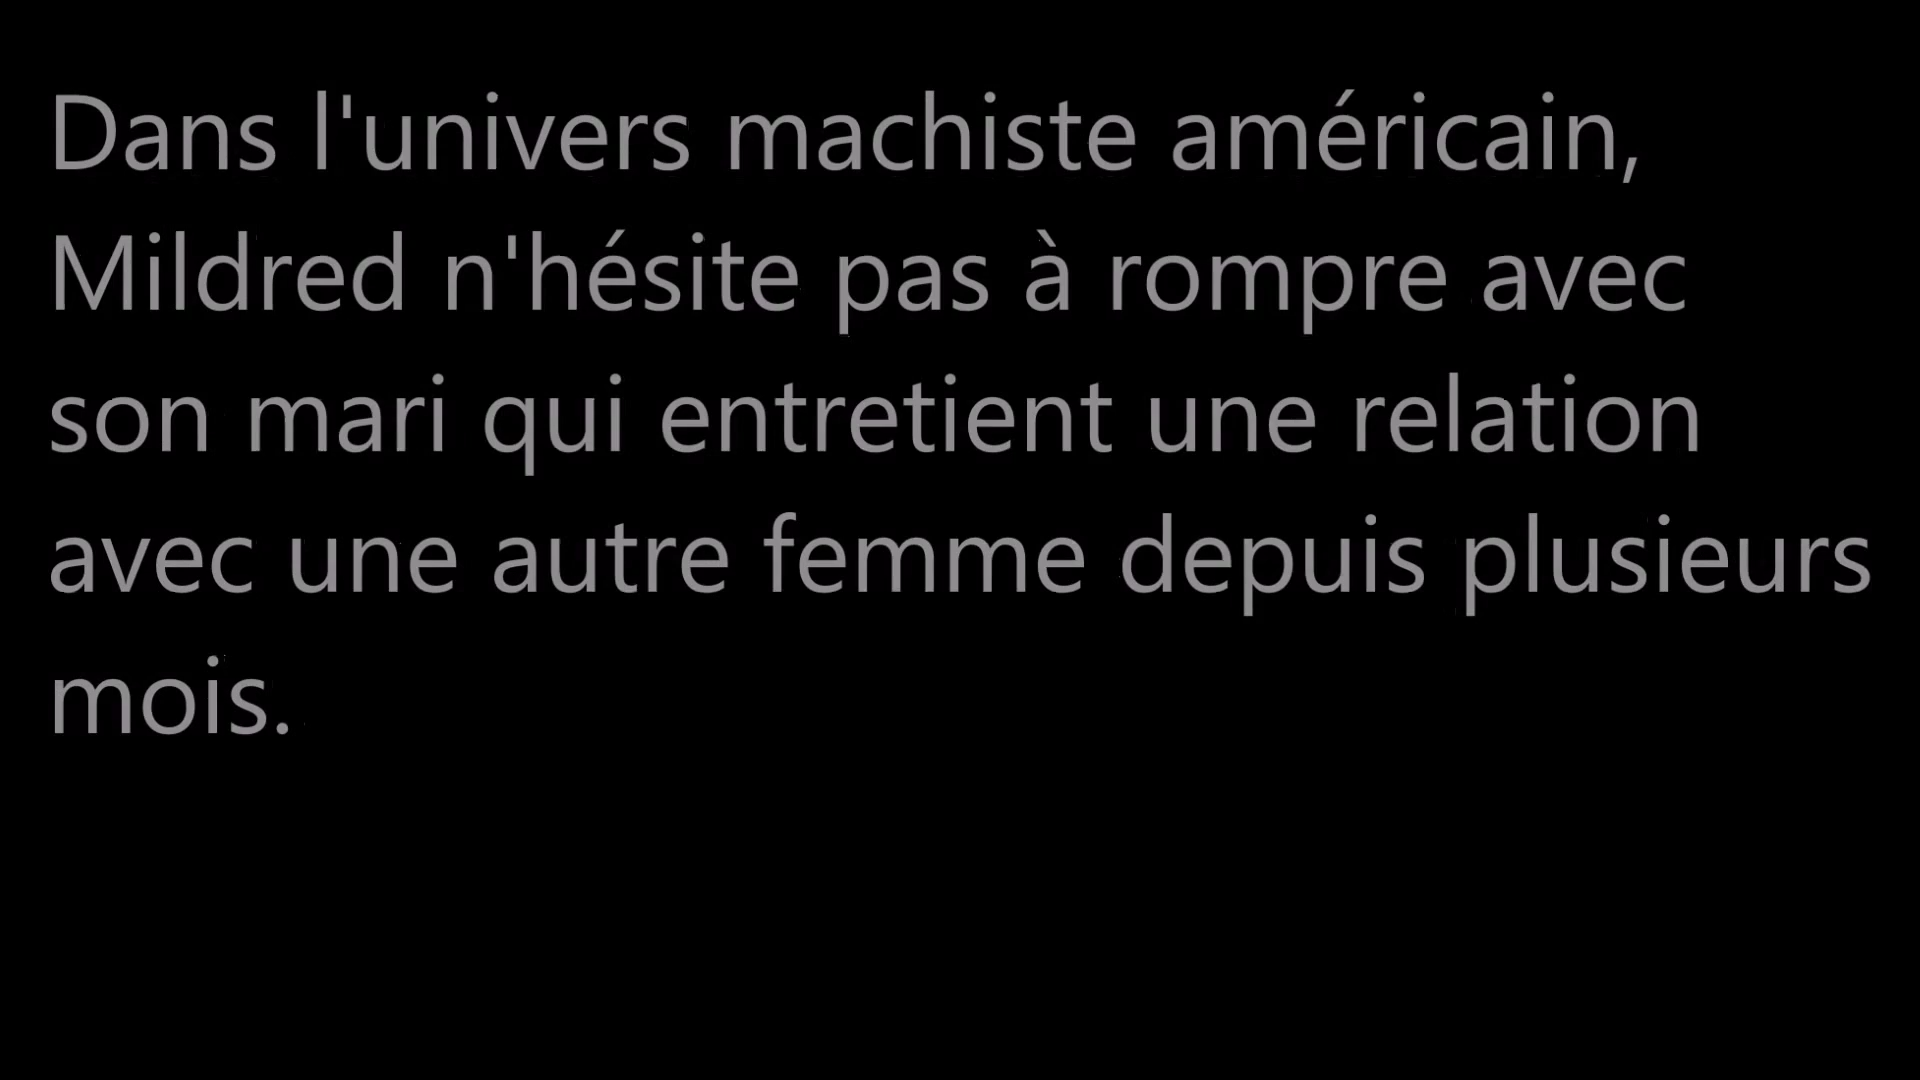 Dans l'univers machiste américain,
Mildred n'hésite pas à rompre avec
son mari qui entretient une relation
avec une autre femme depuis plusieurs
mois.